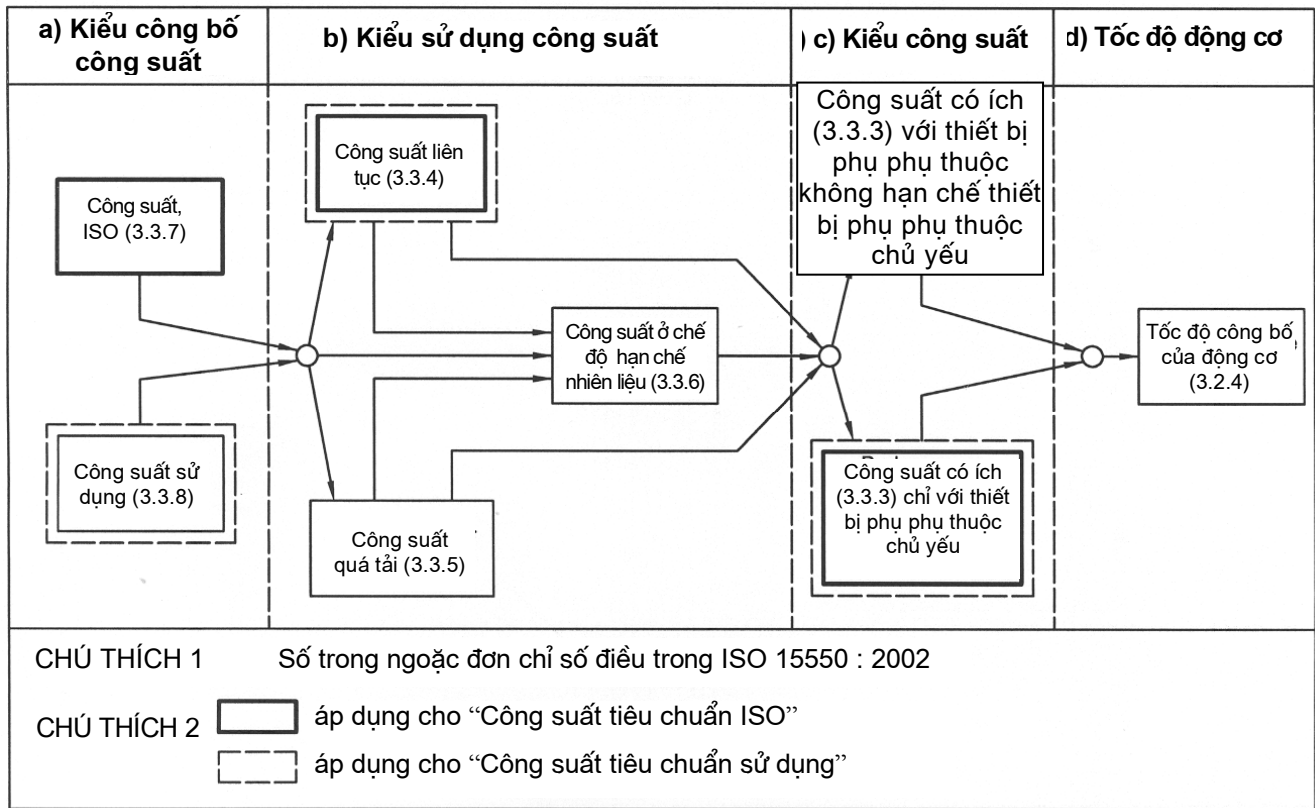 a) Kiểu công bố
công suất
b) Kiểu sử dụng công suất
) c) Kiểu công suất
d) Tốc độ động cơ
Công suất,
ISO (3.3.7)
Công suất sử
dụng (3.3.8)
Công suất liên
tục (3.3.4)
Công suất ở chế
độ hạn chế
nhiên liệu (3.3.6)
Công suất
quá tải (3.3.5)
Công suất có ích
(3.3.3) với thiết bị
phụ phụ thuộc
không hạn chế thiết
bị phụ phụ thuộc
chủ yếu
Công suất có ích
(3.3.3) chỉ với thiết
bị phụ phụ thuộc
chủ yếu
Tốc độ công bố
của động cơ
(3.2.4)
CHÚ THÍCH 1 Số trong ngoặc đơn chỉ số điều trong ISO 15550 : 2002
CHÚ THÍCH 2 áp dụng cho “Công suất tiêu chuẩn ISO”
áp dụng cho “Công suất tiêu chuẩn sử dụng”